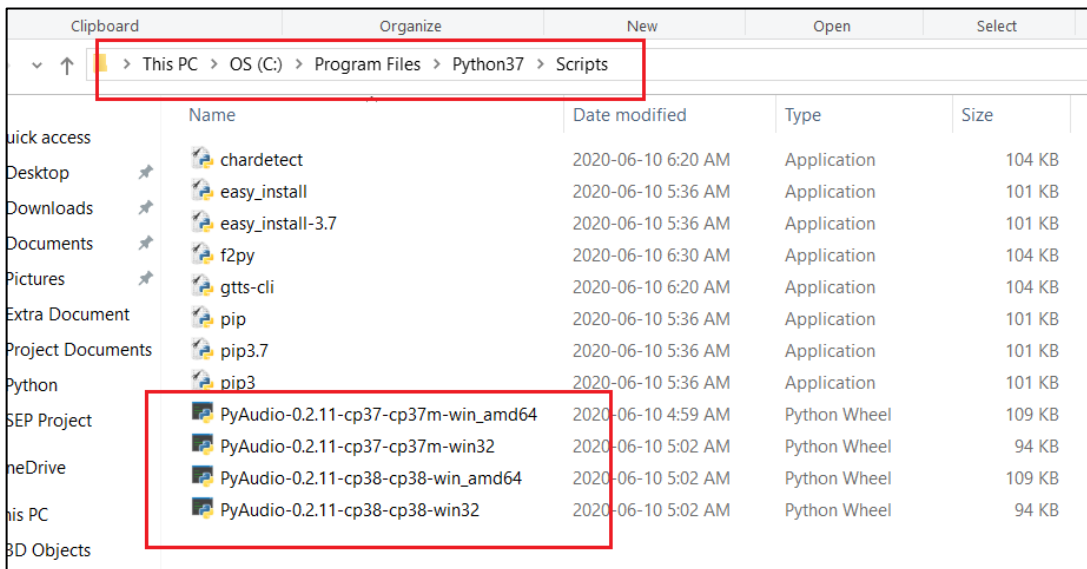 Clipboard Organize New Open Select
> This PC > OS (C:) > Program Files > Python37 > Scripts
Name Date modified Type Size
uick access
chardetect 2020-06-10 6:20 AM Application 104 KB
Desktop
easy_install 2020-06-10 5:36 AM Application 101 KB
Downloads
easy_install-3.7 2020-06-10 5:36 AM Application 101 KB
Documents
f2py 2020-06-10 6:30 AM Application 104 KB
Pictures
gtts-cli 2020-06-10 6:20 AM Application 104 KB
Extra Document
pip 2020-06-10 5:36 AM Application 101 KB
Project Documents
pip3.7 2020-06-10 5:36 AM Application 101 KB
Python
pip3 2020-06-10 5:36 AM Application 101 KB
SEP Project
PyAudio-0.2.11-cp37-cp37m-win_amd64 2020-06-10 4:59 AM Python Wheel 109 KB
PyAudio-0.2.11-cp37-cp37m-win32 2020-06-10 5:02 AM Python Wheel 94 KB
neDrive
PyAudio-0.2.11-cp38-cp38-win_amd64 2020-06-10 5:02 AM Python Wheel 109 KB
his PC
PyAudio-0.2.11-cp38-cp38-win32 2020-06-10 5:02 AM Python Wheel 94 KB
3D Objects